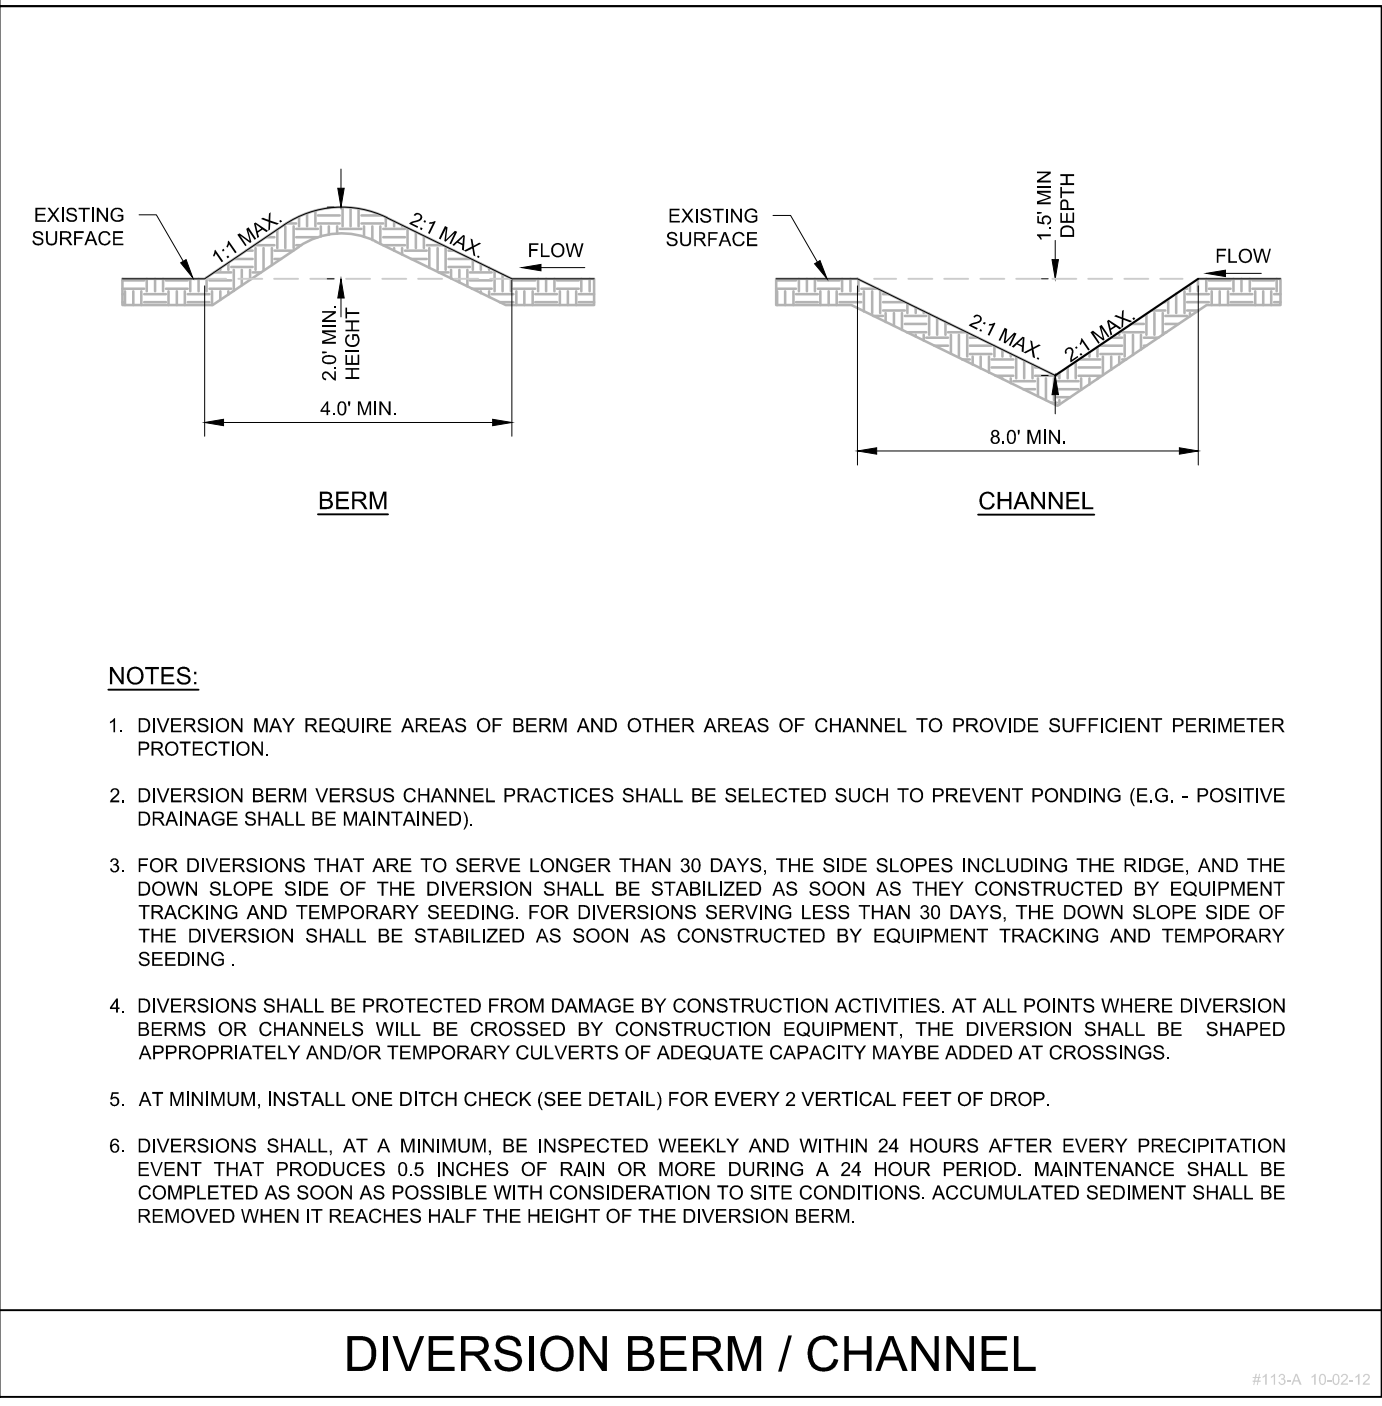 EXISTING
SURFACE
1:1 MAX.
2:1 MAX.
FLOW
2.0' MIN.
HEIGHT
4.0' MIN.
BERM
EXISTING
SURFACE
1.5' MIN
DEPTH
FLOW
2:1 MAX.
2:1 MAX.
8.0' MIN.
CHANNEL
NOTES:
1. DIVERSION MAY REQUIRE AREAS OF BERM AND OTHER AREAS OF CHANNEL TO PROVIDE SUFFICIENT PERIMETER
PROTECTION.
2. DIVERSION BERM VERSUS CHANNEL PRACTICES SHALL BE SELECTED SUCH TO PREVENT PONDING (E.G. - POSITIVE
DRAINAGE SHALL BE MAINTAINED).
3. FOR DIVERSIONS THAT ARE TO SERVE LONGER THAN 30 DAYS, THE SIDE SLOPES INCLUDING THE RIDGE, AND THE
DOWN SLOPE SIDE OF THE DIVERSION SHALL BE STABILIZED AS SOON AS THEY CONSTRUCTED BY EQUIPMENT
TRACKING AND TEMPORARY SEEDING. FOR DIVERSIONS SERVING LESS THAN 30 DAYS, THE DOWN SLOPE SIDE OF
THE DIVERSION SHALL BE STABILIZED AS SOON AS CONSTRUCTED BY EQUIPMENT TRACKING AND TEMPORARY
SEEDING .
4. DIVERSIONS SHALL BE PROTECTED FROM DAMAGE BY CONSTRUCTION ACTIVITIES. AT ALL POINTS WHERE DIVERSION
BERMS OR CHANNELS WILL BE CROSSED BY CONSTRUCTION EQUIPMENT, THE DIVERSION SHALL BE SHAPED
APPROPRIATELY AND/OR TEMPORARY CULVERTS OF ADEQUATE CAPACITY MAYBE ADDED AT CROSSINGS.
5. AT MINIMUM, INSTALL ONE DITCH CHECK (SEE DETAIL) FOR EVERY 2 VERTICAL FEET OF DROP.
6. DIVERSIONS SHALL, AT A MINIMUM, BE INSPECTED WEEKLY AND WITHIN 24 HOURS AFTER EVERY PRECIPITATION
EVENT THAT PRODUCES 0.5 INCHES OF RAIN OR MORE DURING A 24 HOUR PERIOD. MAINTENANCE SHALL BE
COMPLETED AS SOON AS POSSIBLE WITH CONSIDERATION TO SITE CONDITIONS. ACCUMULATED SEDIMENT SHALL BE
REMOVED WHEN IT REACHES HALF THE HEIGHT OF THE DIVERSION BERM.
DIVERSION BERM / CHANNEL
#113-A 10-02-12